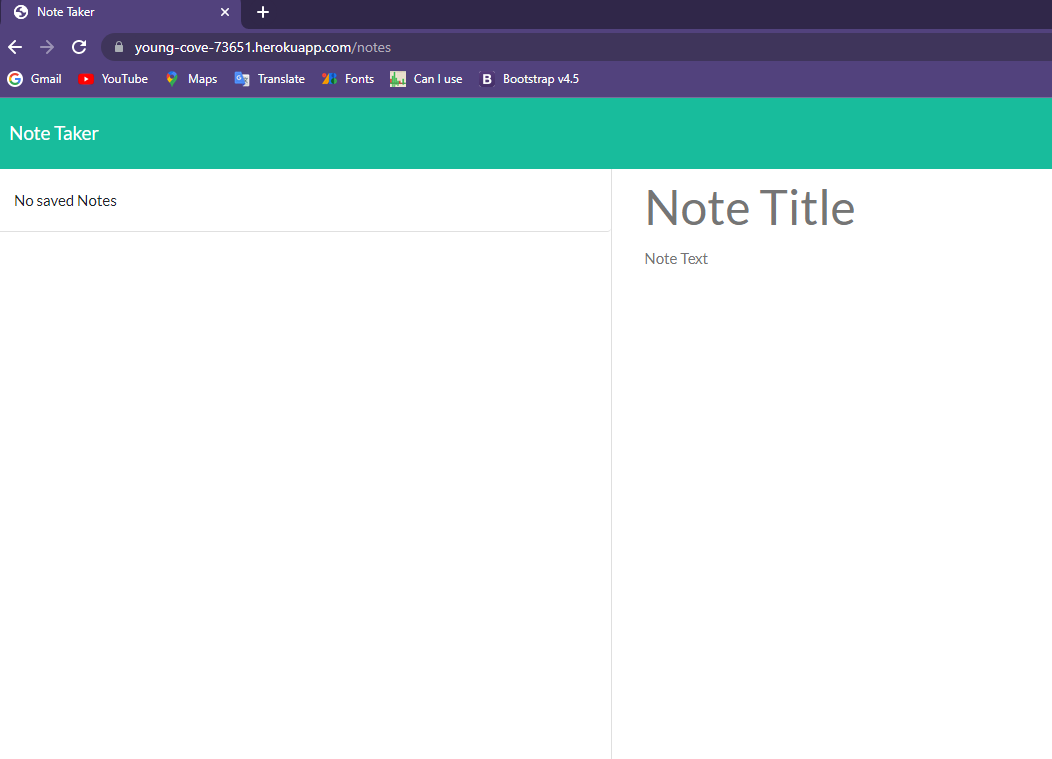 Note Taker
young-cove-73651.herokuapp.com/notes
Gmail YouTube Maps Translate Fonts Can I use B Bootstrap v4.5
Note Taker
No saved Notes
Note Title
Note Text